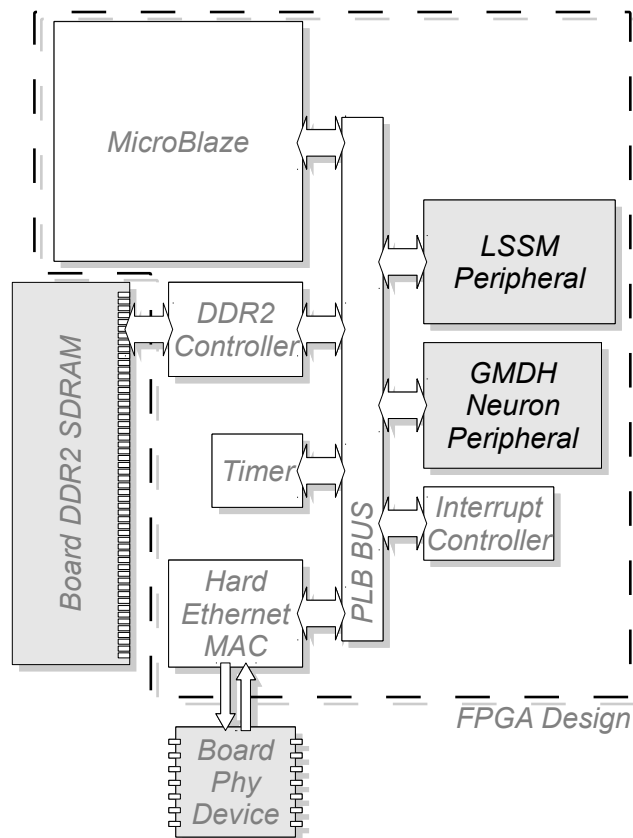 MicroBlaze
LSSM
Peripheral
DDR2
Controller
Board DDR2 SDRAM
GMDH
Neuron
Peripheral
Timer
PLB BUS
Interrupt
Controller
Hard
Ethernet
MAC
FPGA Design
Board
Phy
Device